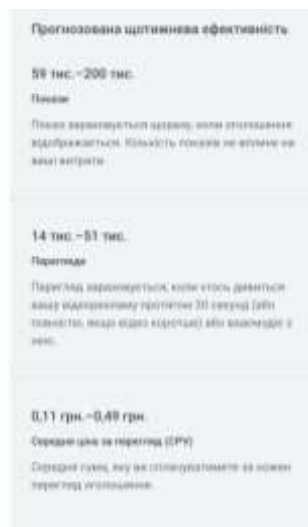 Прогнозована щотижнева ефективність
59 тис.–200 тис.
Покази
Показ зараховується щоразу, коли оголошення
відображається. Кількість показів не вплине на
ваші витрати.
14 тис.–51 тис.
Перегляди
Перегляд зараховується, коли хтось дивиться
вашу відеорекламу протягом 30 секунд (або
повністю, якщо відео коротше) або взаємодіє з
нею.
0,11 грн.–0,49 грн.
Середня ціна за перегляд (CPV)
Середня сума, яку ви сплачуватимете за кожен
перегляд оголошення.